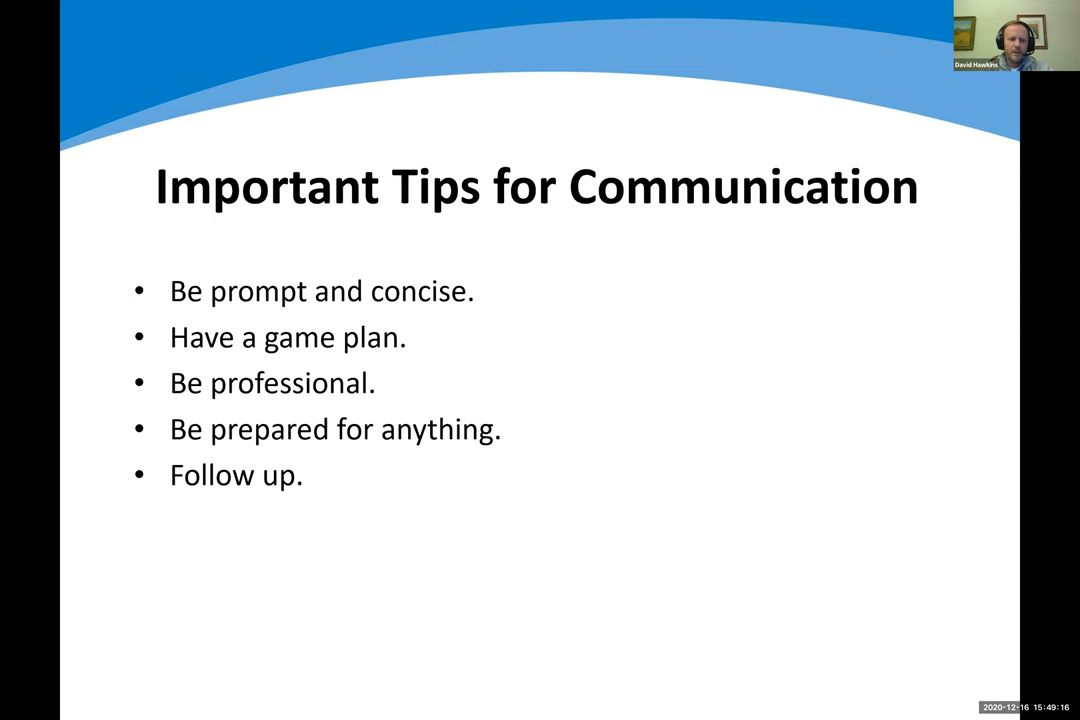 David Hawkins
Important Tips for Communication
• Be prompt and concise.
• Have a game plan.
• Be professional.
• Be prepared for anything.
• Follow up.
2020-12-16 15:49:16